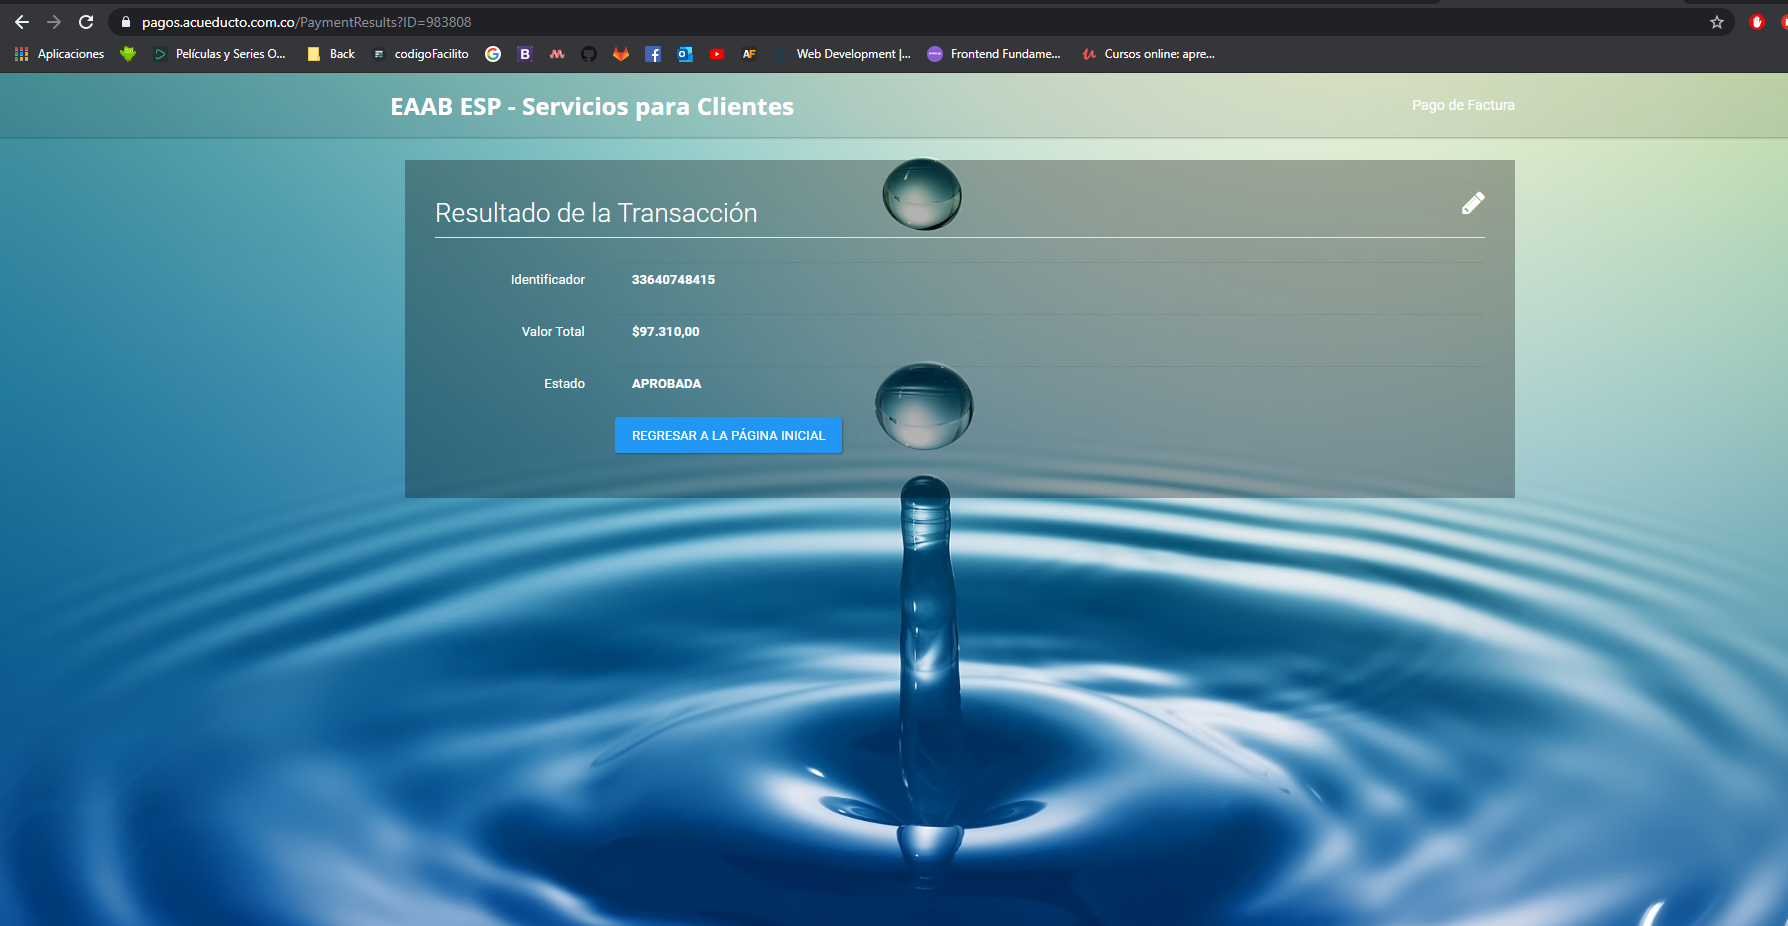 pagos.acueducto.com.co/PaymentResults?ID=983808
Aplicaciones
Películas y Series O...
Back
codigoFacilito
Web Development |...
Frontend Fundame...
Cursos online: apre...
EAAB ESP - Servicios para Clientes
Pago de Factura
Resultado de la Transacción
Identificador 33640748415
Valor Total $97.310,00
Estado APROBADA
REGRESAR A LA PÁGINA INICIAL